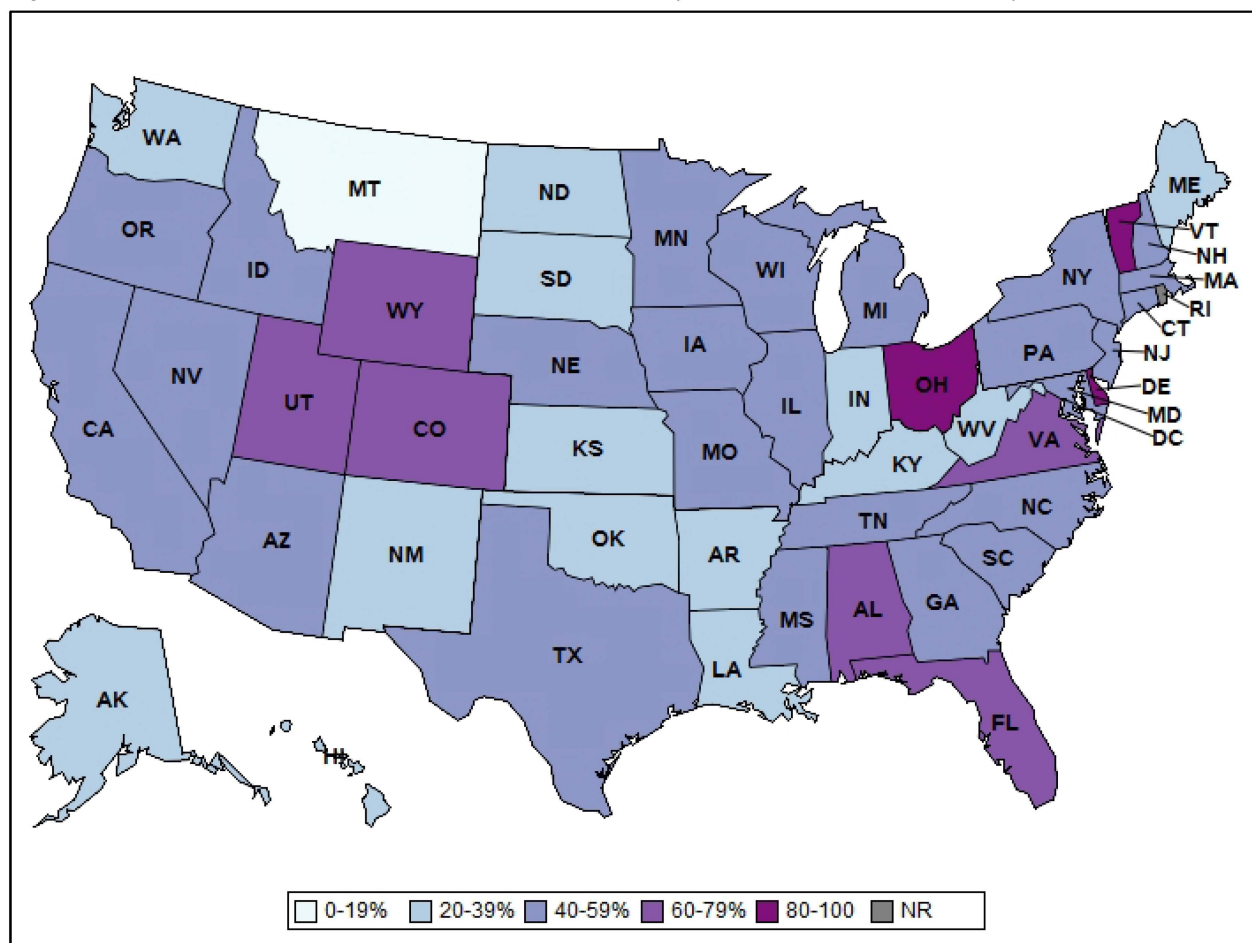 WA
MT
ND
ME
OR
ID
MN
VT
SD
WI
NH
NY
MA
WY
MI
RI
CT
IA
PA
NJ
NE
OH
DE
NV
IN
UT
IL
MD
CO
WV
DC
CA
VA
KS
MO
KY
NC
TN
AZ
OK
NM
AR
SC
MS
AL
GA
TX
LA
AK
FL
HI
0-19% 20-39% 40-59% 60-79% 80-100 NR